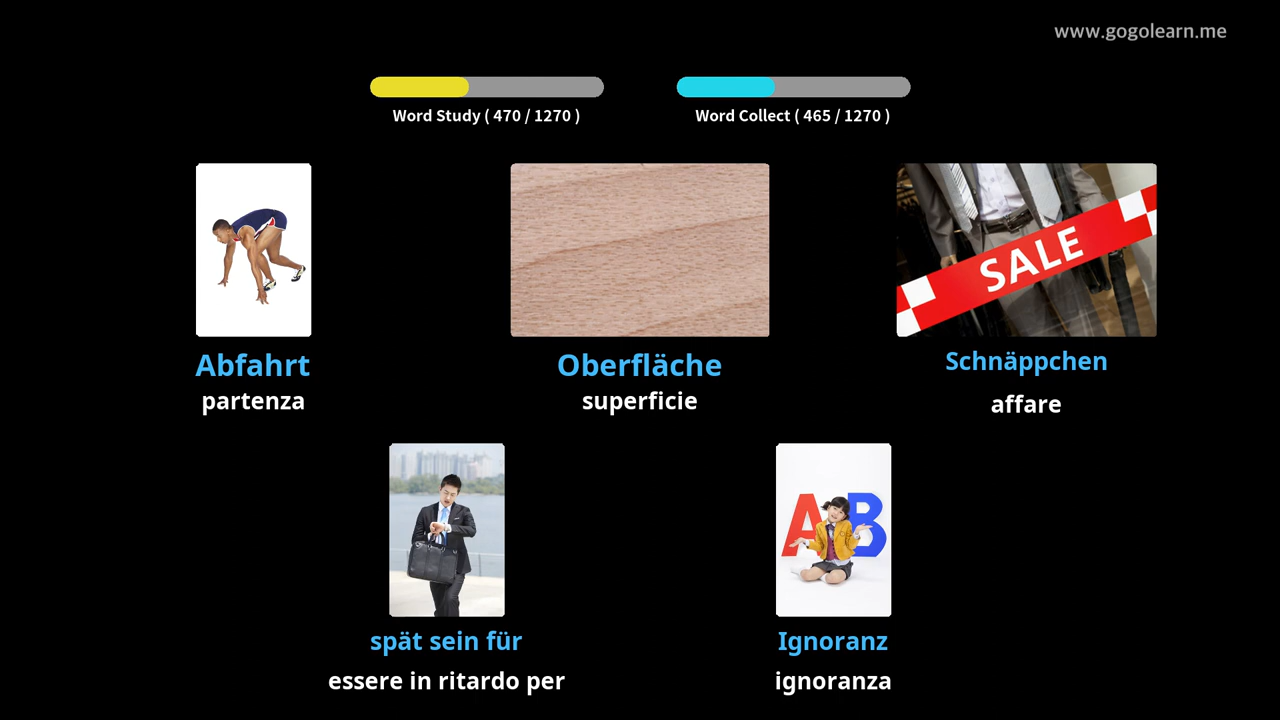 www.gogolearn.me
Word Study ( 470 / 1270 )
Word Collect ( 465 / 1270 )
SALE
Abfahrt
partenza
Oberfläche
superficie
Schnäppchen
affare
A B
spät sein für
essere in ritardo per
Ignoranz
ignoranza